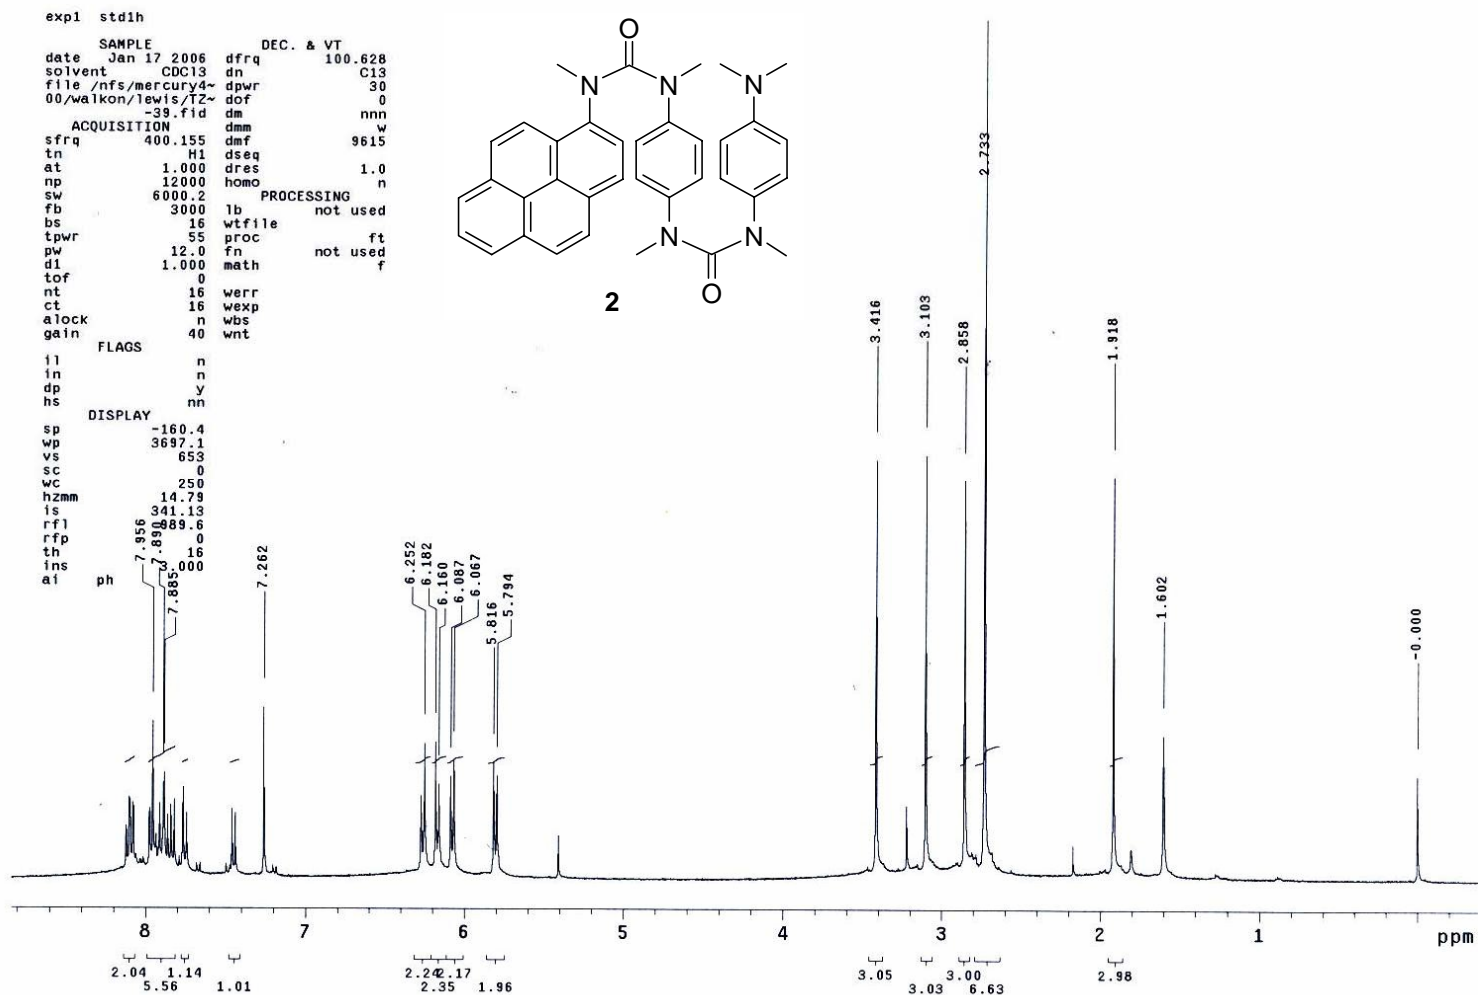 exp1 std1h
SAMPLE DEC. & VT
date Jan 17 2006 dfrq 100.628
solvent CDCl3 dn C13
file /nfs/mercury4~ dpwr 30
00/walkon/lewis/TZ~ dof 0
-39.fid dm nnn
ACQUISITION dmm w
sfrq 400.155 dmf 9615
tn H1 dseq
at 1.000 dres 1.0
np 12000 homo n
sw 6000.2 PROCESSING
fb 3000 lb not used
bs 16 wtfile
tpwr 55 proc ft
pw 12.0 fn not used
d1 1.000 math f
tof 0
nt 16 werr
ct 16 wexp
alock n wbs
gain 40 wnt
FLAGS
il n
in n
dp y
hs nn
DISPLAY
sp -160.4
wp 3697.1
vs 653
sc 0
wc 250
hzmm 14.79
is 341.13
rfl 989.6
rfp 0
th 16
ins 3.000
ai ph
O
N N N
N N
O
2
7.956
7.890
7.885
7.262
6.252
6.182
6.160
6.087
6.067
5.816
5.794
3.416
3.103
2.858
2.733
1.918
1.602
-0.000
8 7 6 5 4 3 2 1 ppm
2.04 1.14 2.24 2.17 3.05 3.00 2.98
5.56 1.01 2.35 1.96 3.03 6.63